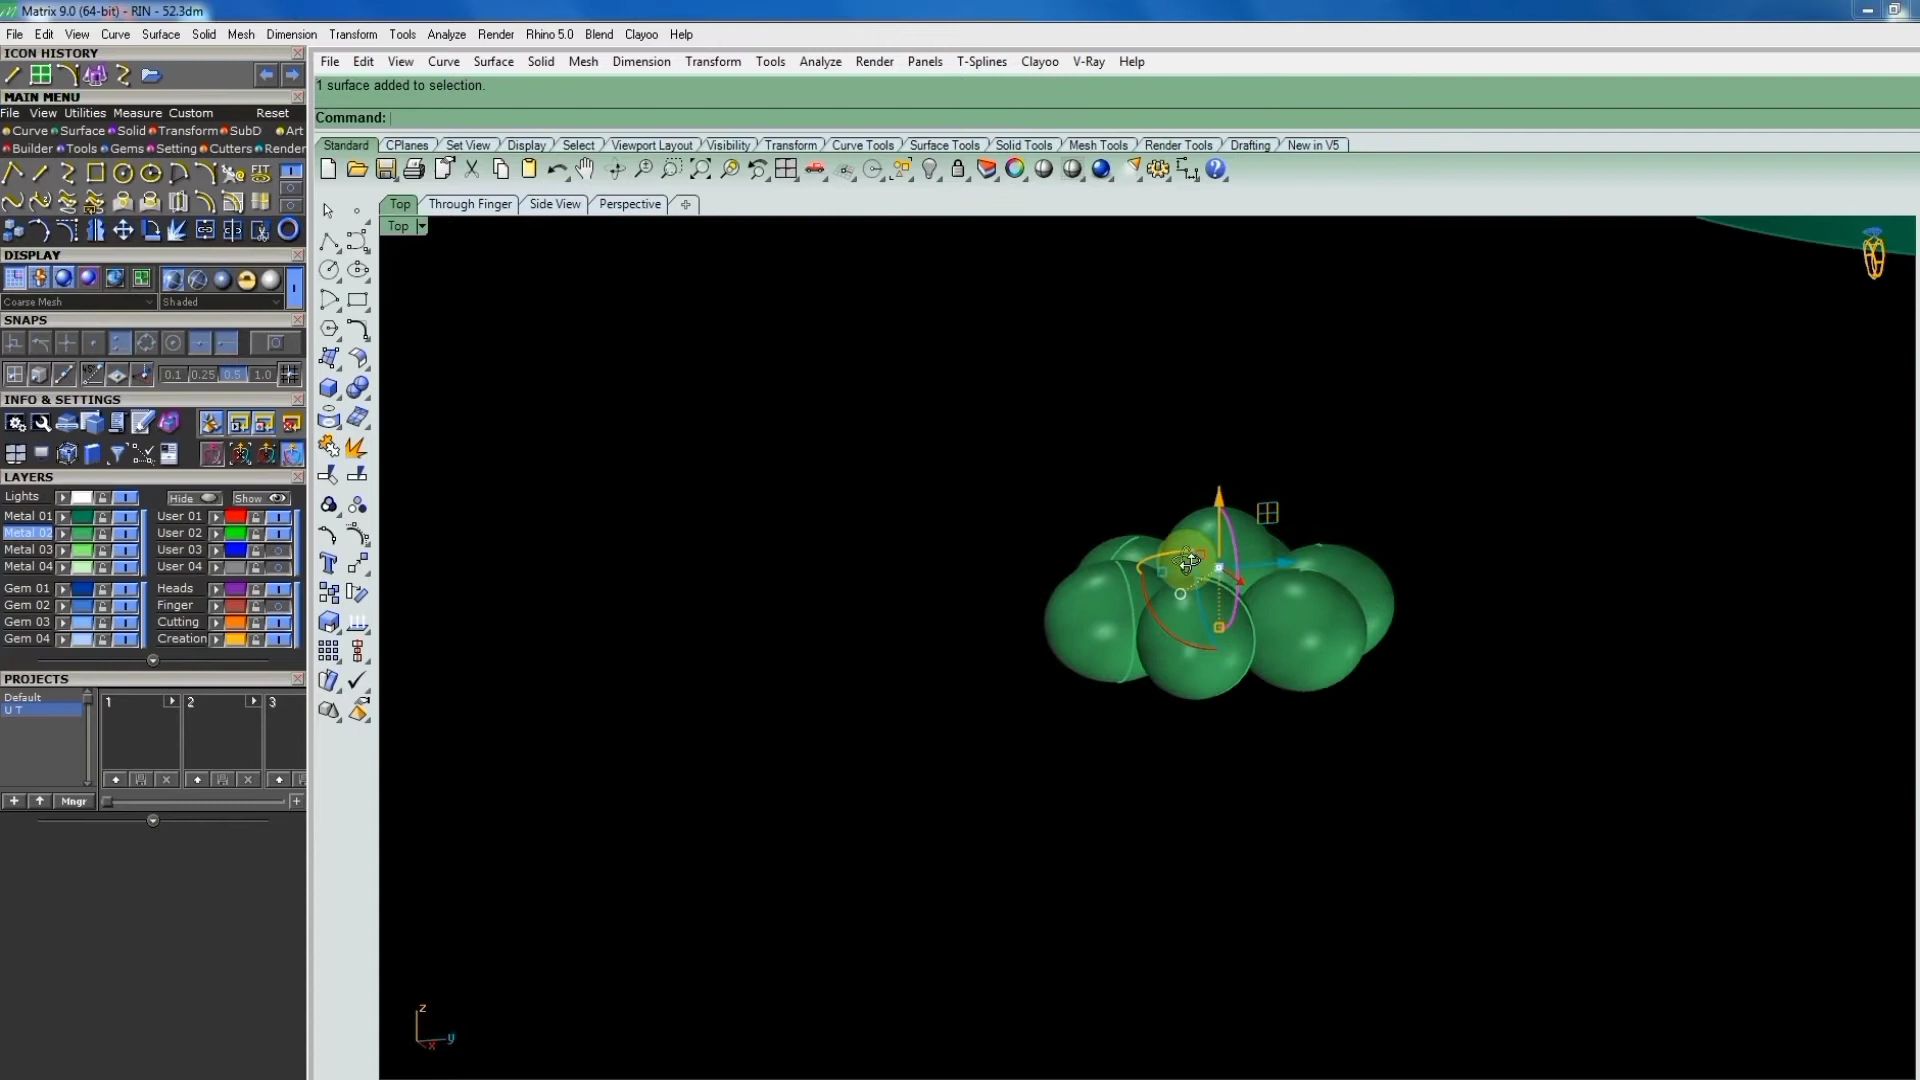 Matrix 9.0 (64-bit) - RIN - 52.3dm
File Edit View Curve Surface Solid Mesh Dimension Transform Tools Analyze Render Rhino 5.0 Blend Clayoo Help
ICON HISTORY
MAIN MENU
File View Utilities Measure Custom Reset
Curve Surface Solid Transform SubD Art
Builder Tools Gems Setting Cutters Render
FIT
DISPLAY
Coarse Mesh Shaded
SNAPS
0.1 0.25 0.5 1.0
INFO & SETTINGS
LAYERS
Lights Hide Show
Metal 01 User 01
Metal 02 User 02
Metal 03 User 03
Metal 04 User 04
Gem 01 Heads
Gem 02 Finger
Gem 03 Cutting
Gem 04 Creation
PROJECTS
Default
U T
1 2 3
Mngr
File Edit View Curve Surface Solid Mesh Dimension Transform Tools Analyze Render Panels T-Splines Clayoo V-Ray Help
1 surface added to selection.
Command:
Standard CPlanes Set View Display Select Viewport Layout Visibility Transform Curve Tools Surface Tools Solid Tools Mesh Tools Render Tools Drafting New in V5
Top Through Finger Side View Perspective
Top
z
y
x